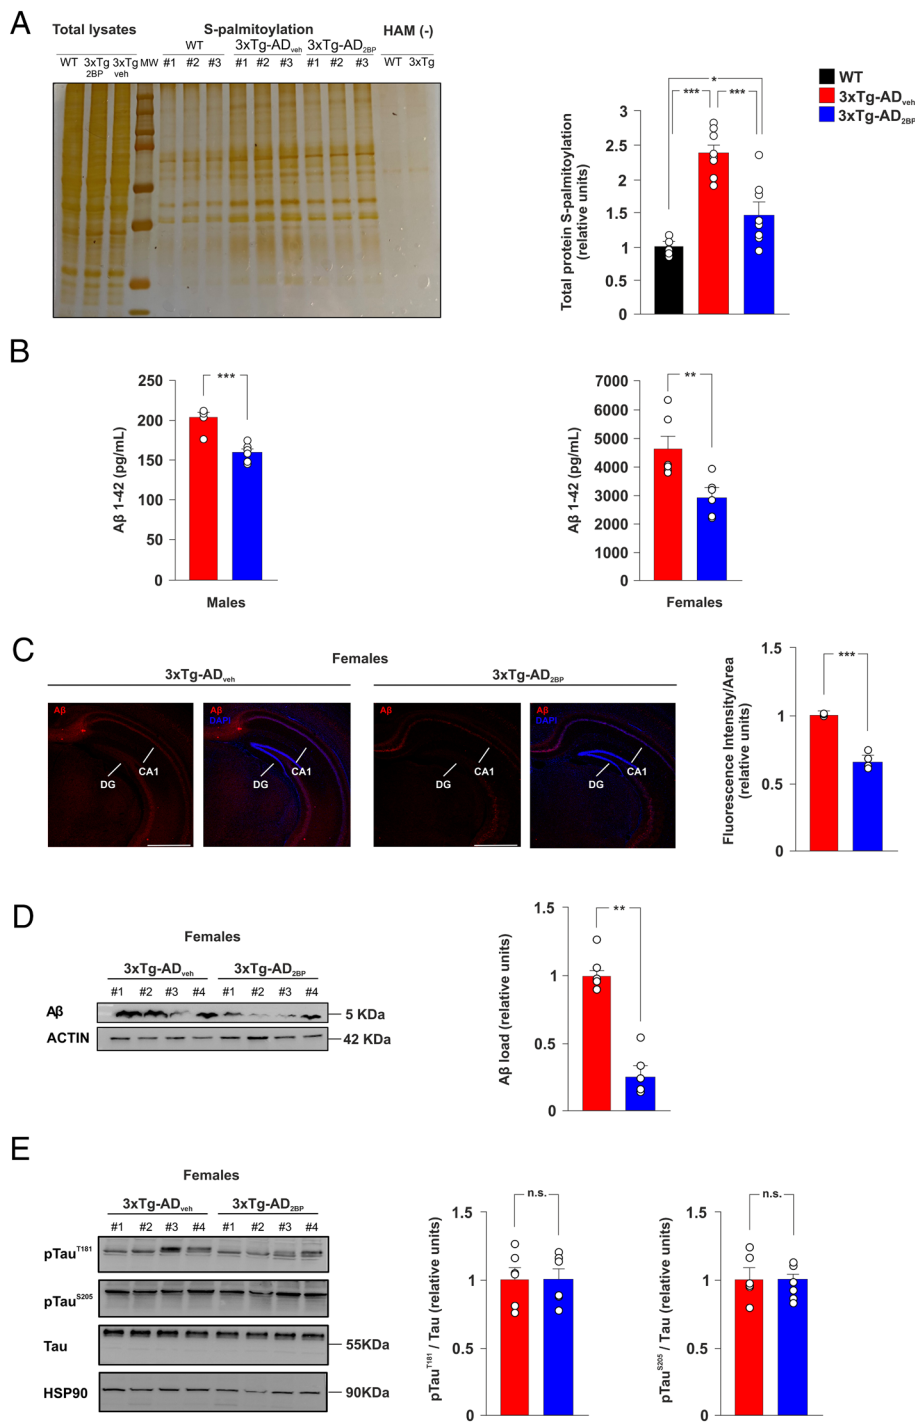 A
Total lysates
S-palmitoylation
HAM (-)
WT
3xTg-ADveh
3xTg-AD2BP
WT 3xTg 2BP 3xTg veh MW #1 #2 #3 #1 #2 #3 #1 #2 #3 WT 3xTg
WT
3xTg-ADveh
3xTg-AD2BP
*
*** ***
Total protein S-palmitoylation
(relative units)
3
2.5
2
1.5
1
0.5
0
B
***
Aβ 1-42 (pg/mL)
250
200
150
100
50
0
Males
**
Aβ 1-42 (pg/mL)
7000
6000
5000
4000
3000
2000
1000
0
Females
C
Females
3xTg-ADveh
3xTg-AD2BP
Aβ
DG
CA1
Aβ
DAPI
DG
CA1
Aβ
DG
CA1
Aβ
DAPI
DG
CA1
***
Fluorescence Intensity/Area
(relative units)
1.5
1
0.5
0
D
Females
3xTg-ADveh 3xTg-AD2BP
#1 #2 #3 #4 #1 #2 #3 #4
Aβ 5 KDa
ACTIN 42 KDa
**
Aβ load (relative units)
1.5
1
0.5
0
E
Females
3xTg-ADveh 3xTg-AD2BP
#1 #2 #3 #4 #1 #2 #3 #4
pTauT181
pTauS205
Tau 55KDa
HSP90 90KDa
n.s.
pTauT181 / Tau (relative units)
1.5
1
0.5
0
n.s.
pTauS205 / Tau (relative units)
1.5
1
0.5
0